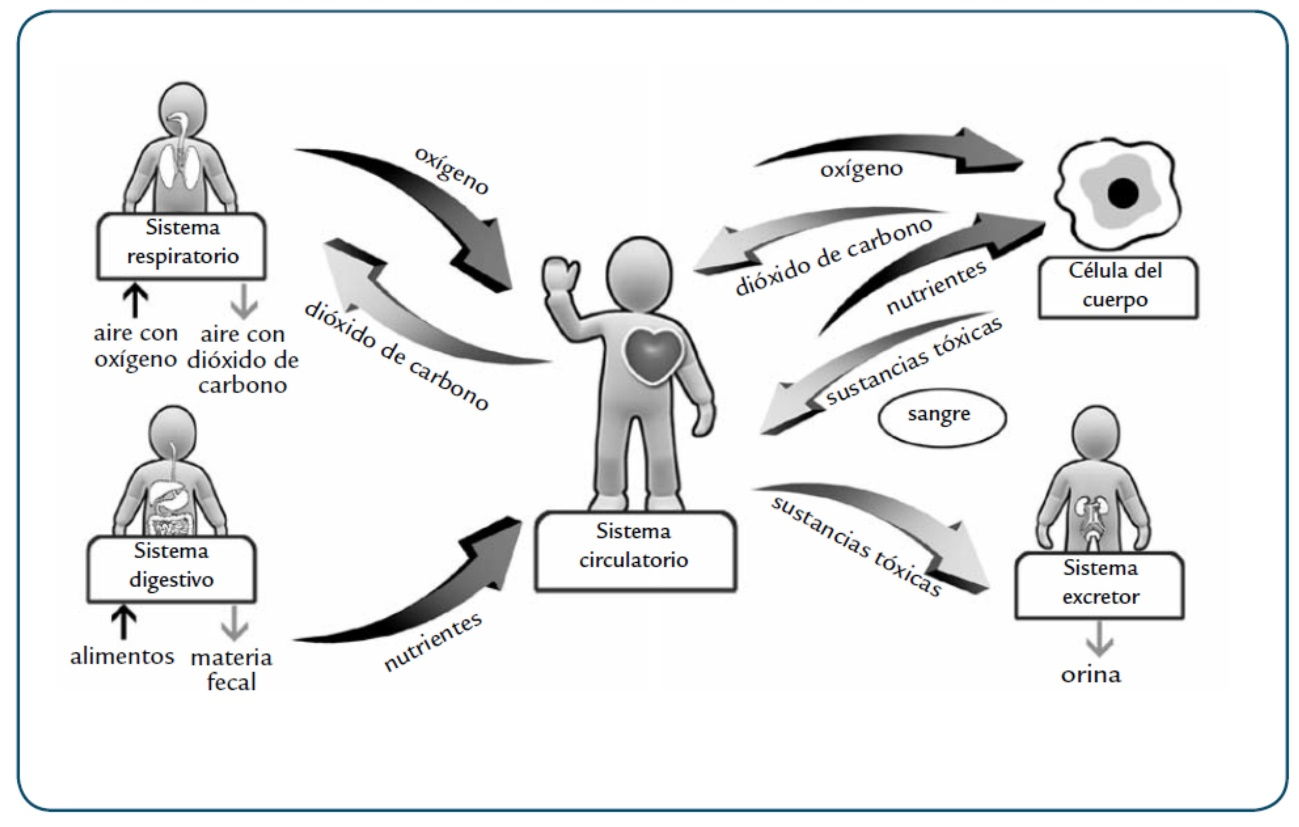 Sistema
respiratorio
aire con
oxígeno
aire con
dióxido de
carbono
oxígeno
dióxido de carbono
Sistema
digestivo
alimentos
materia
fecal
nutrientes
Sistema
circulatorio
oxígeno
dióxido de carbono
nutrientes
sustancias tóxicas
Célula del
cuerpo
sangre
sustancias tóxicas
Sistema
excretor
orina